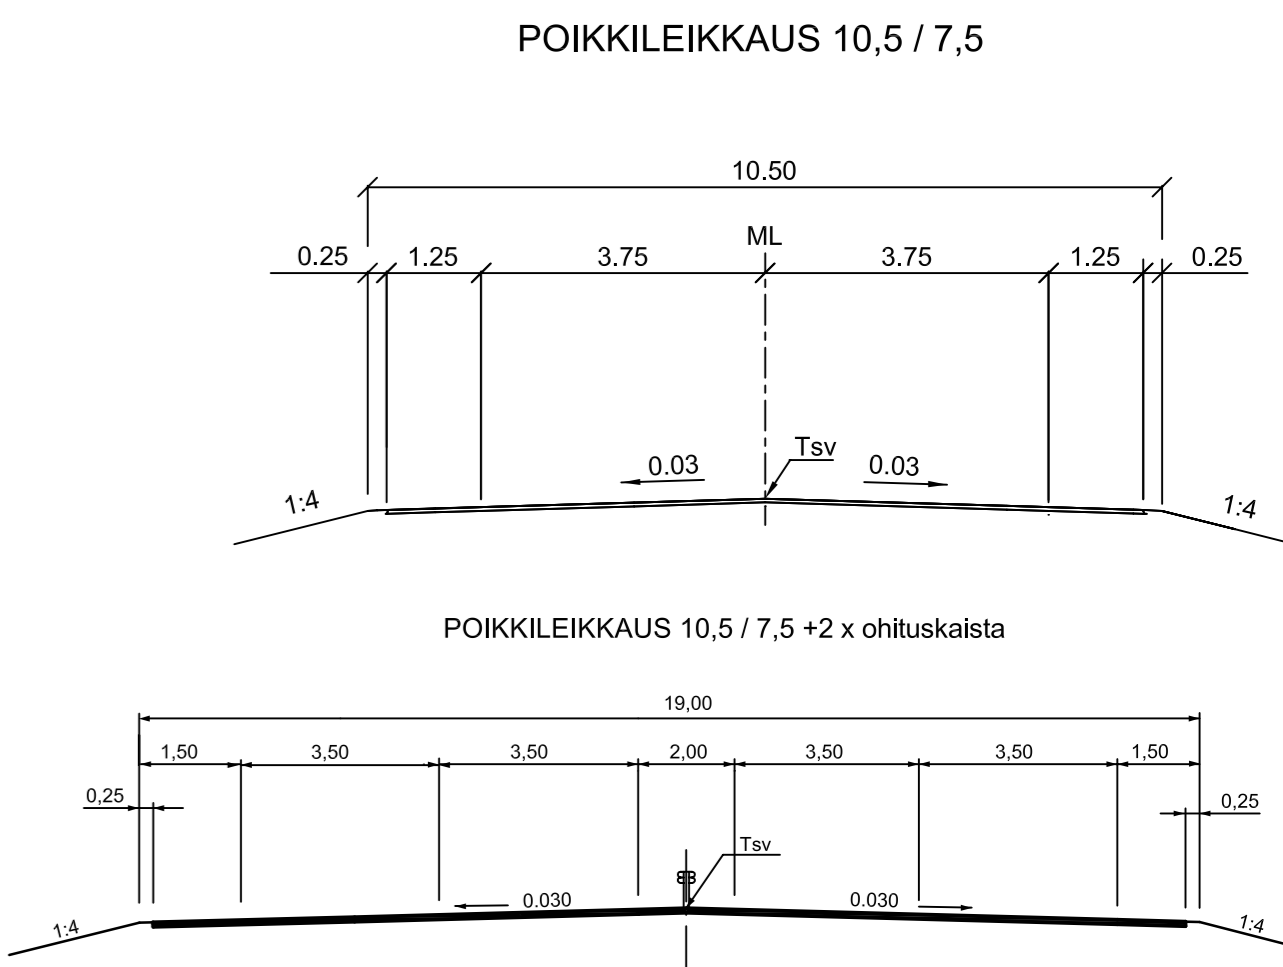 POIKKILEIKKAUS 10,5 / 7,5
10.50
ML
0.25 1.25 3.75 3.75 1.25 0.25
Tsv
0.03 0.03
1:4 1:4
POIKKILEIKKAUS 10,5 / 7,5 +2 x ohituskaista
19,00
1,50 3,50 3,50 2,00 3,50 3,50 1,50
0,25 0,25
Tsv
0.030 0.030
1:4 1:4